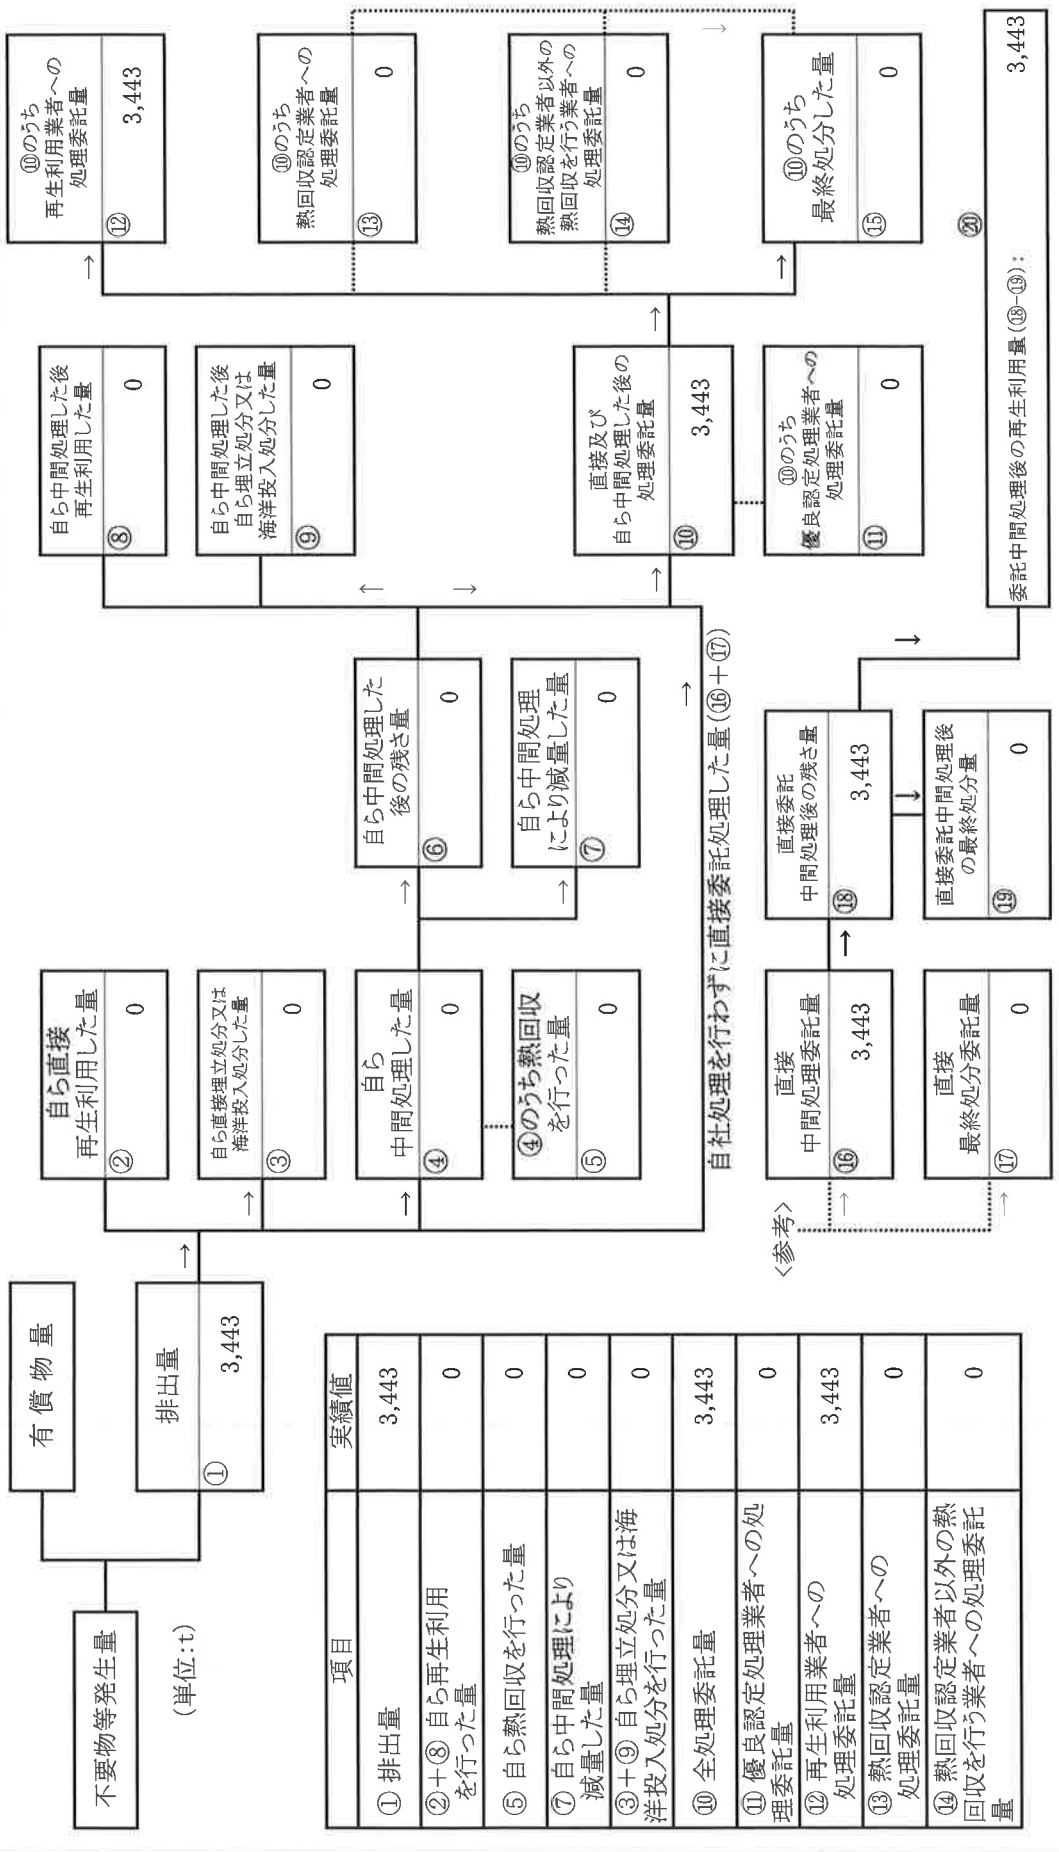 不要物等発生量
(単位:t)
有償物量
排出量
① 3,443
自ら直接
再生利用した量
② 0
自ら直接埋立処分又は
海洋投入処分した量
③ 0
自ら
中間処理した量
④ 0
④のうち熱回収
を行った量
⑤ 0
自ら中間処理した
後の残さ量
⑥ 0
自ら中間処理
により減量した量
⑦ 0
自ら中間処理した後
再生利用した量
⑧ 0
自ら中間処理した後
自ら埋立処分又は
海洋投入処分した量
⑨ 0
直接及び
自ら中間処理した後の
処理委託量
⑩ 3,443
⑩のうち
優良認定処理業者への
処理委託量
⑪ 0
⑩のうち
再生利用業者への
処理委託量
⑫ 3,443
⑩のうち
熱回収認定業者への
処理委託量
⑬ 0
⑩のうち
熱回収認定業者以外の
熱回収を行う業者への
処理委託量
⑭ 0
⑩のうち
最終処分した量
⑮ 0
自社処理を行わずに直接委託処理した量(⑯+⑰)
<参考>
直接
中間処理委託量
⑯ 3,443
直接
最終処分委託量
⑰ 0
直接委託
中間処理後の残さ量
⑱ 3,443
直接委託中間処理後
の最終処分量
⑲ 0
⑳
委託中間処理後の再生利用量(⑱-⑲): 3,443
項目 実績値
① 排出量 3,443
②+⑧ 自ら再生利用
を行った量 0
⑤ 自ら熱回収を行った量 0
⑦ 自ら中間処理により
減量した量 0
③+⑨ 自ら埋立処分又は海
洋投入処分を行った量 0
⑩ 全処理委託量 3,443
⑪ 優良認定処理業者への処
理委託量 0
⑫ 再生利用業者への
処理委託量 3,443
⑬ 熱回収認定業者への
処理委託量 0
⑭ 熱回収認定業者以外の熱
回収を行う業者への処理委託
量 0